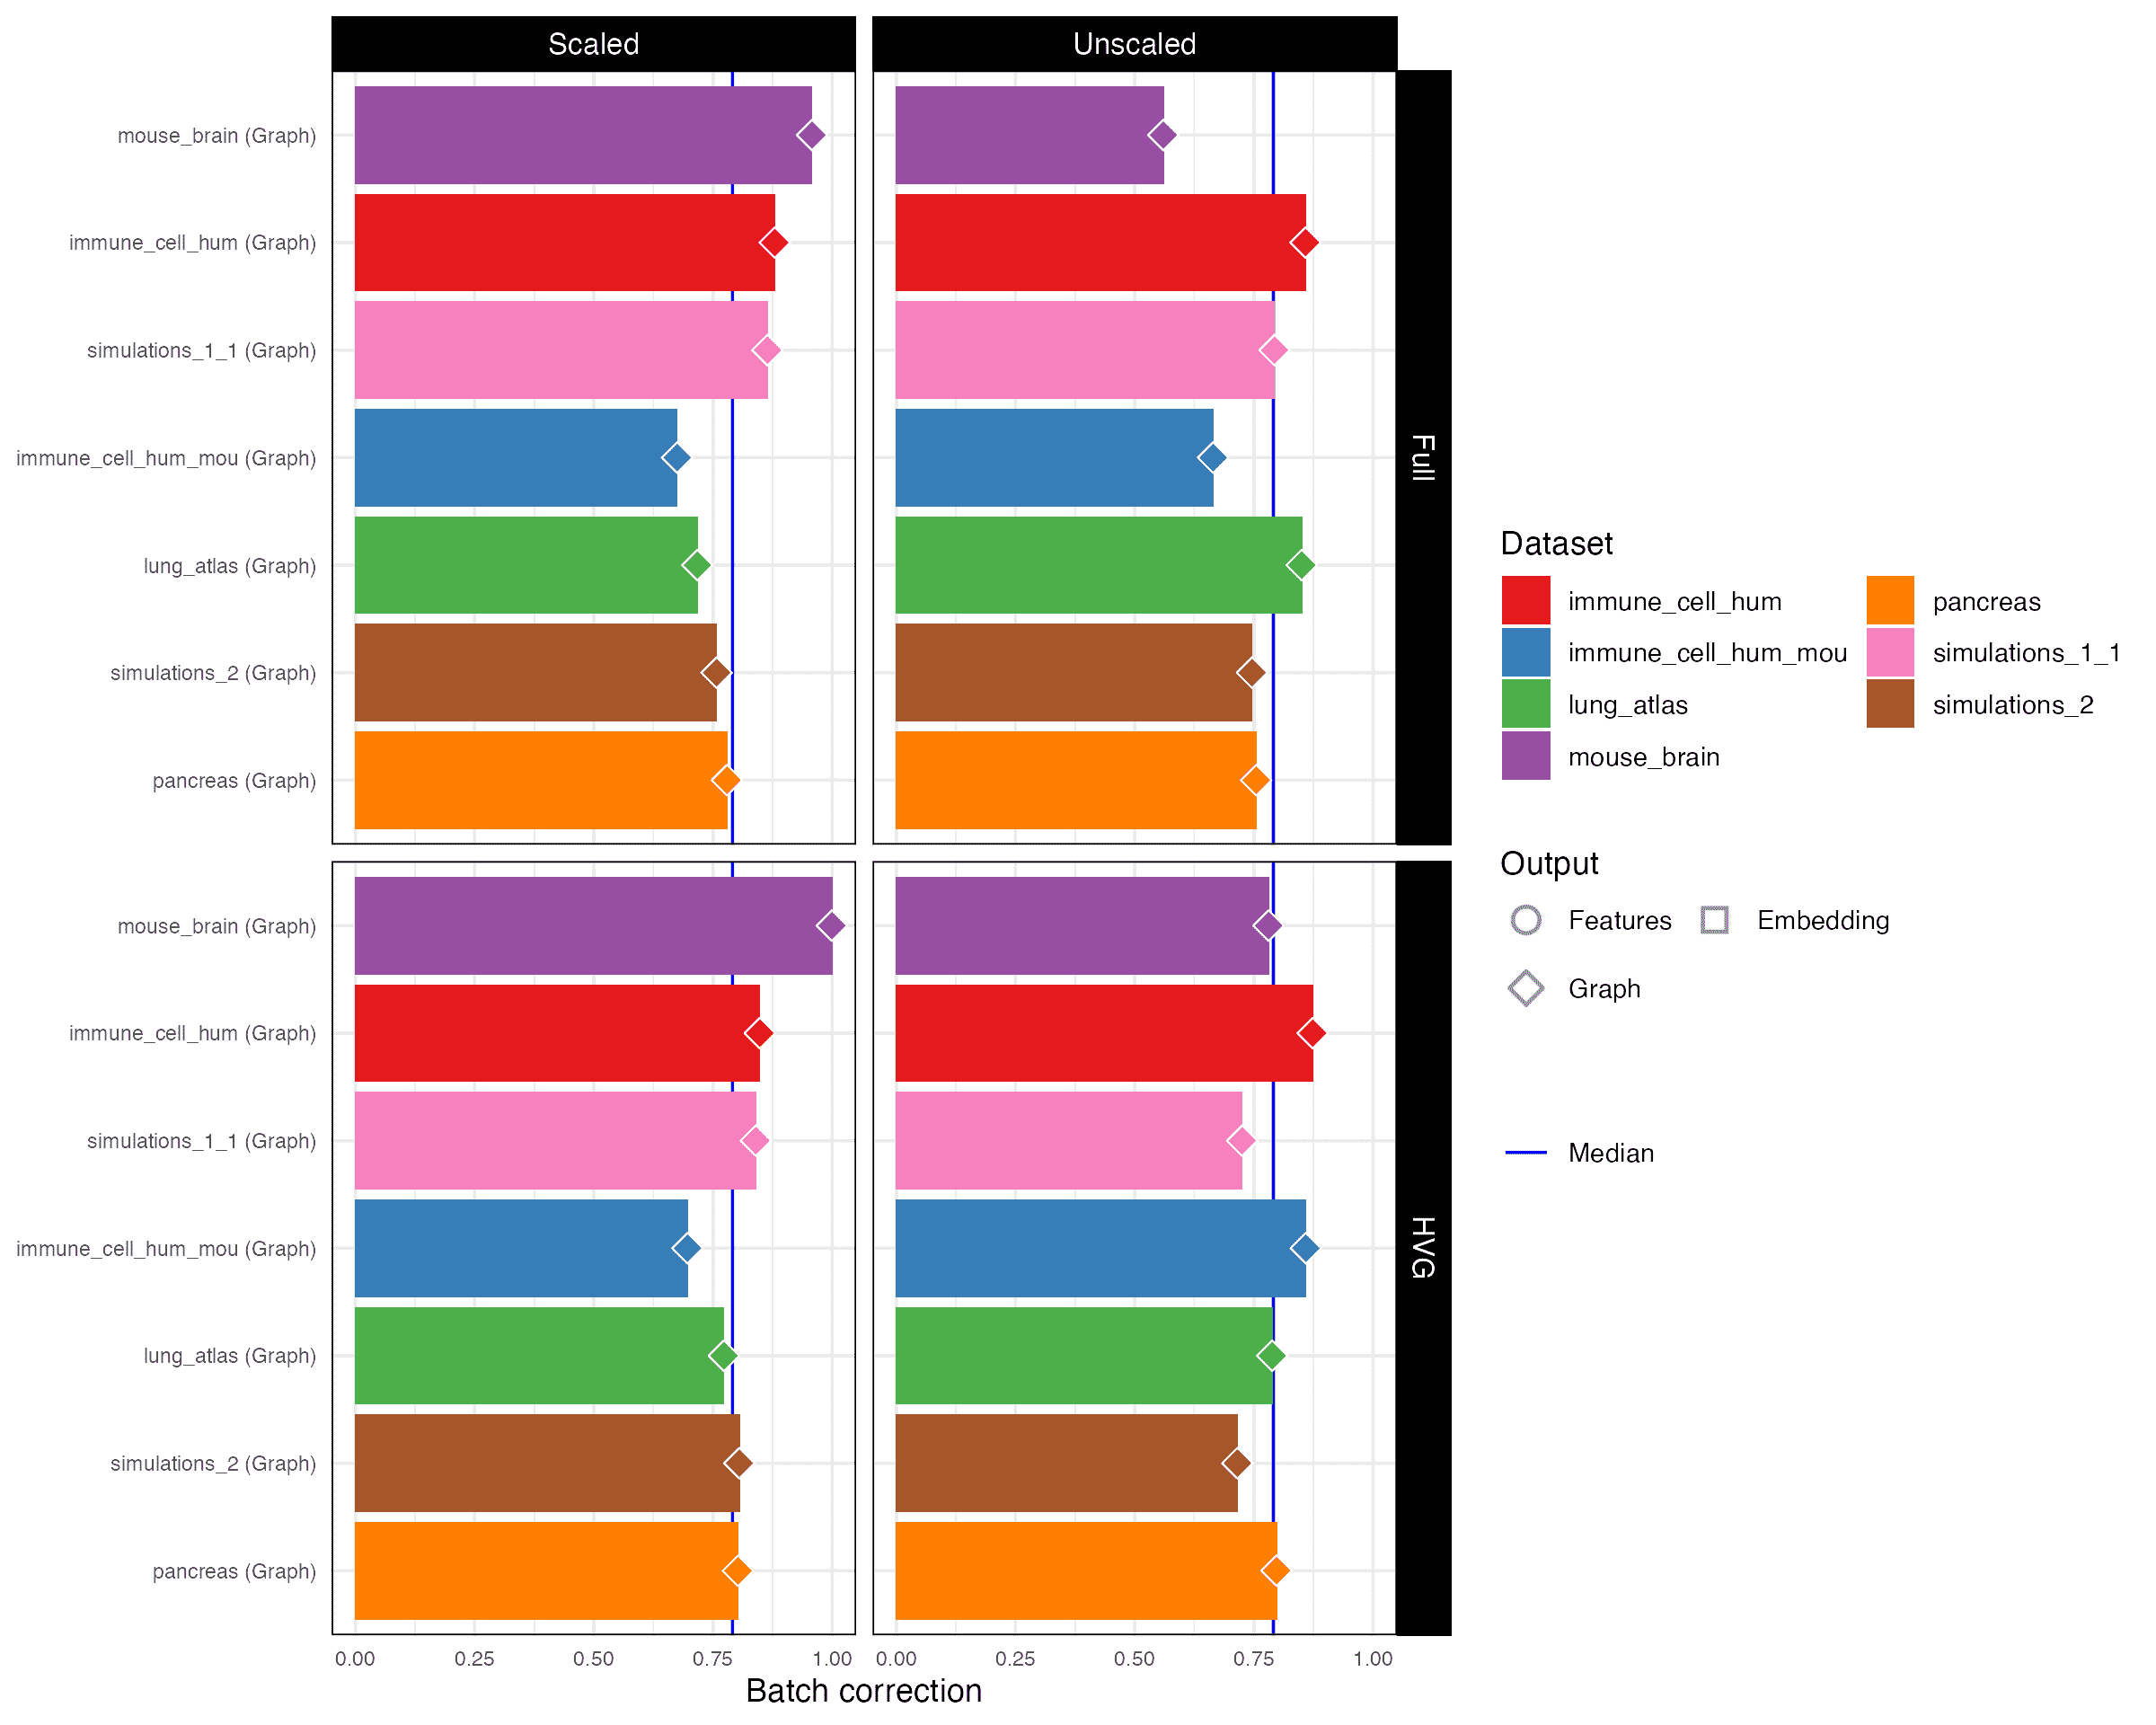 Scaled
Unscaled
mouse_brain (Graph)
immune_cell_hum (Graph)
simulations_1_1 (Graph)
immune_cell_hum_mou (Graph)
lung_atlas (Graph)
simulations_2 (Graph)
pancreas (Graph)
Full
mouse_brain (Graph)
immune_cell_hum (Graph)
simulations_1_1 (Graph)
immune_cell_hum_mou (Graph)
lung_atlas (Graph)
simulations_2 (Graph)
pancreas (Graph)
HVG
0.00 0.25 0.50 0.75 1.00
0.00 0.25 0.50 0.75 1.00
Batch correction
Dataset
immune_cell_hum
immune_cell_hum_mou
lung_atlas
mouse_brain
pancreas
simulations_1_1
simulations_2
Output
Features
Embedding
Graph
Median